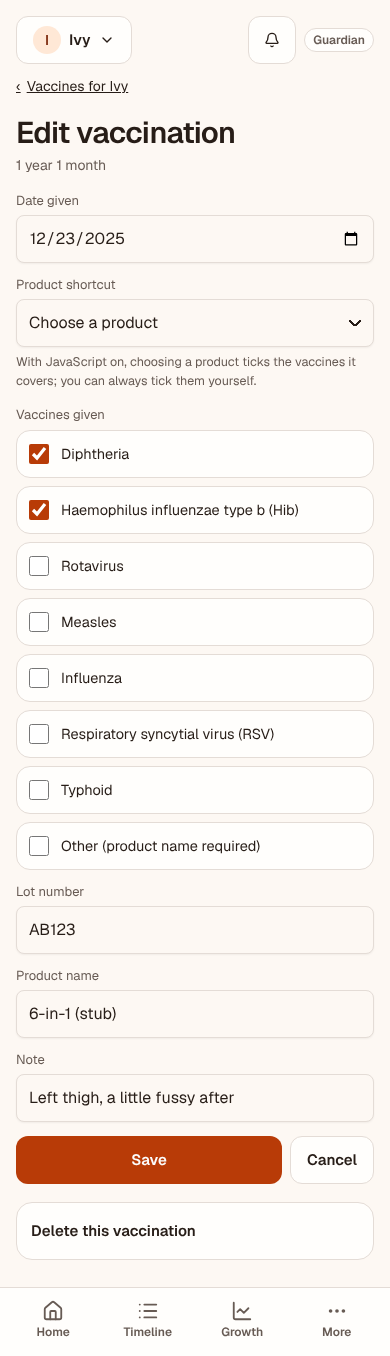 I Ivy
Guardian
‹ Vaccines for Ivy
Edit vaccination
1 year 1 month
Date given
12/23/2025
Product shortcut
Choose a product
With JavaScript on, choosing a product ticks the vaccines it
covers; you can always tick them yourself.
Vaccines given
Diphtheria
Haemophilus influenzae type b (Hib)
Rotavirus
Measles
Influenza
Respiratory syncytial virus (RSV)
Typhoid
Other (product name required)
Lot number
AB123
Product name
6-in-1 (stub)
Note
Left thigh, a little fussy after
Save
Cancel
Delete this vaccination
Home
Timeline
Growth
More